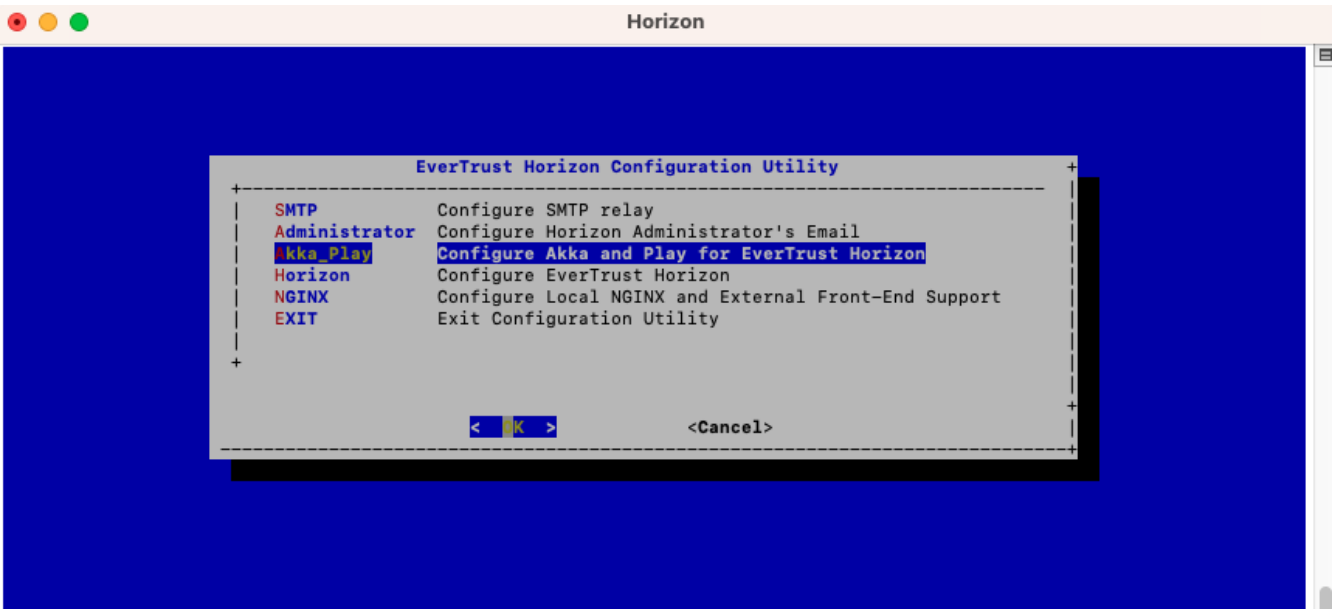 Horizon
EverTrust Horizon Configuration Utility
SMTP Configure SMTP relay
Administrator Configure Horizon Administrator's Email
Akka_Play Configure Akka and Play for EverTrust Horizon
Horizon Configure EverTrust Horizon
NGINX Configure Local NGINX and External Front-End Support
EXIT Exit Configuration Utility
< OK > <Cancel>